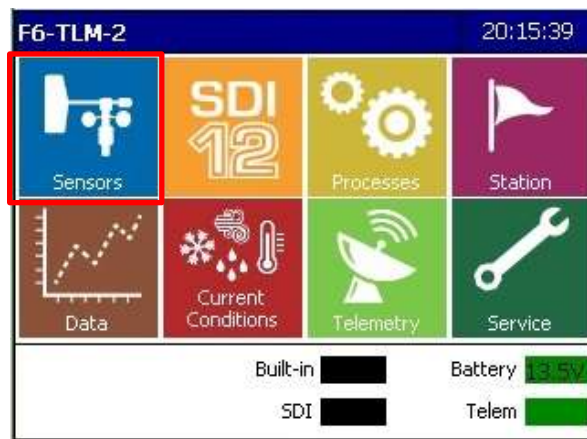 F6-TLM-2 20:15:39
SDI
12
Sensors Processes Station
Current
Data Conditions Telemetry Service
Built-in Battery 13.5V
SDI Telem